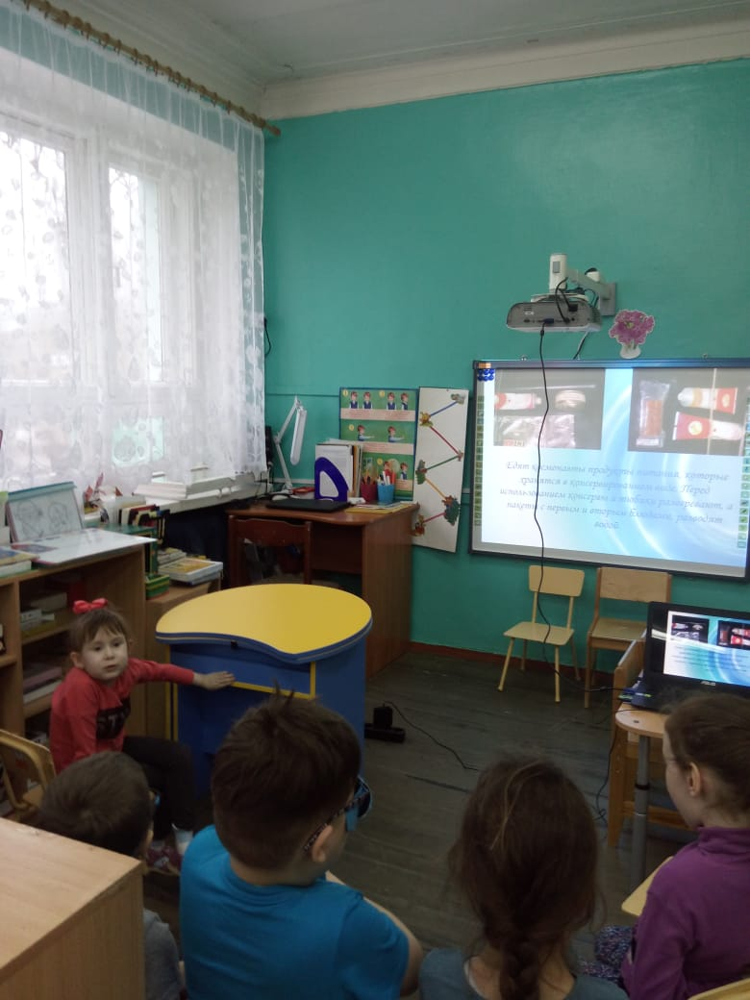 Едят космонавты продукты питания, которые
хранятся в консервированном виде. Перед
использованием консервы и тюбики разогревают, а
пакеты с первым и вторым блюдами, разводят
водой.